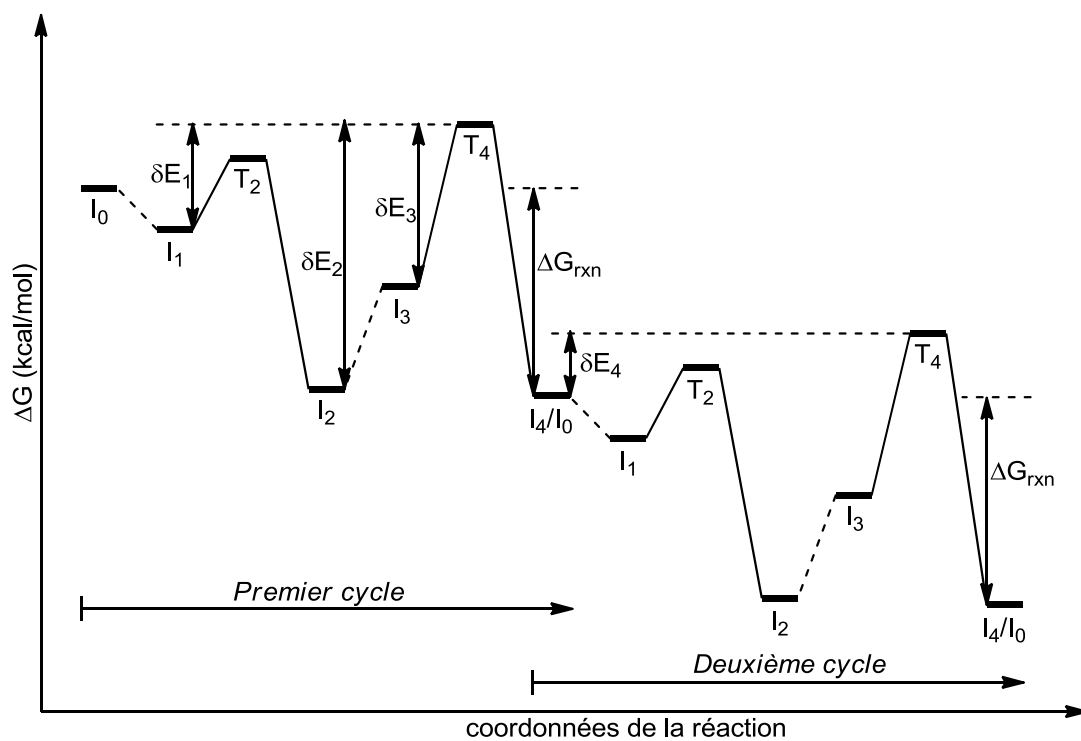 ΔG (kcal/mol)
I₀
I₁
δE₁
T₂
δE₂
I₂
δE₃
I₃
T₄
ΔGrxn
I₄/I₀
δE₄
I₁
T₂
I₂
I₃
T₄
ΔGrxn
I₄/I₀
Premier cycle
Deuxième cycle
coordonnées de la réaction